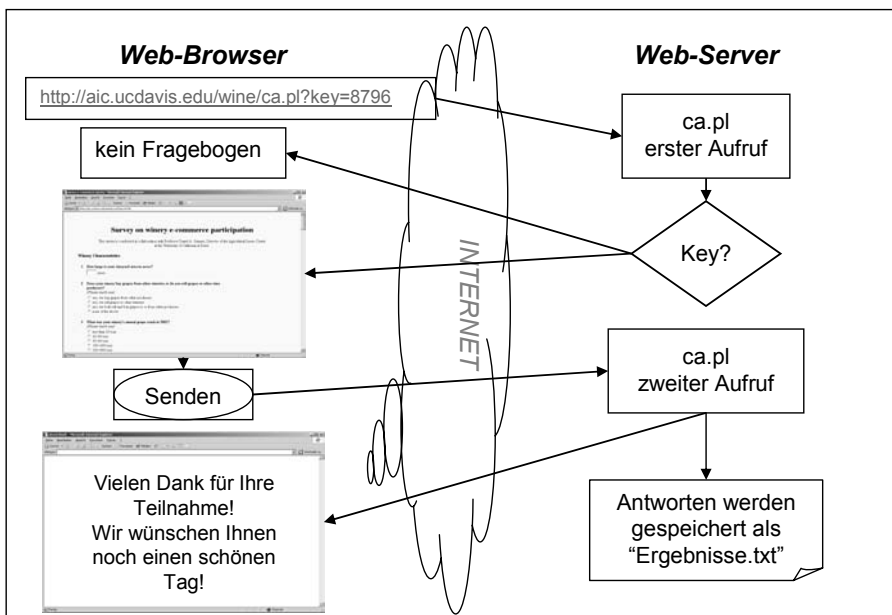 Web-Browser
Web-Server
http://aic.ucdavis.edu/wine/ca.pl?key=8796
ca.pl
erster Aufruf
kein Fragebogen
Key?
Survey on winery e-commerce participation
Winery Characteristics
INTERNET
ca.pl
zweiter Aufruf
Senden
Vielen Dank für Ihre
Teilnahme!
Wir wünschen Ihnen
noch einen schönen
Tag!
Antworten werden
gespeichert als
“Ergebnisse.txt”